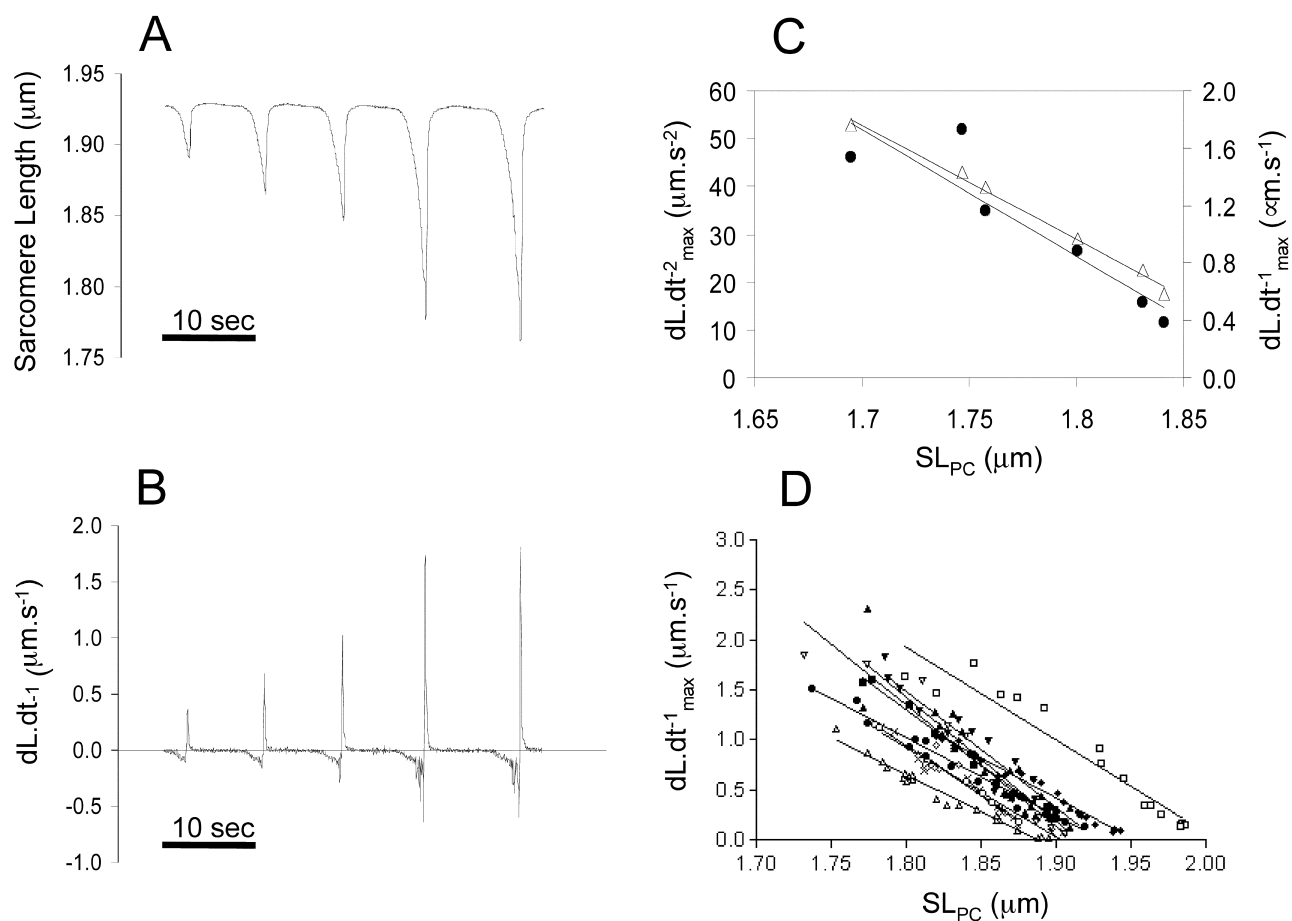 A
Sarcomere Length (μm)
1.95
1.90
1.85
1.80
1.75
10 sec
B
dL.dt-1 (μm.s-1)
2.0
1.5
1.0
0.5
0.0
-0.5
-1.0
10 sec
C
dL.dt-2max (μm.s-2)
60
50
40
30
20
10
0
2.0
1.6
1.2
0.8
0.4
0.0
dL.dt-1max (∝m.s-1)
1.65 1.7 1.75 1.8 1.85
SLPC (μm)
D
dL.dt-1max (μm.s-1)
3.0
2.5
2.0
1.5
1.0
0.5
0.0
1.70 1.75 1.80 1.85 1.90 1.95 2.00
SLPC (μm)